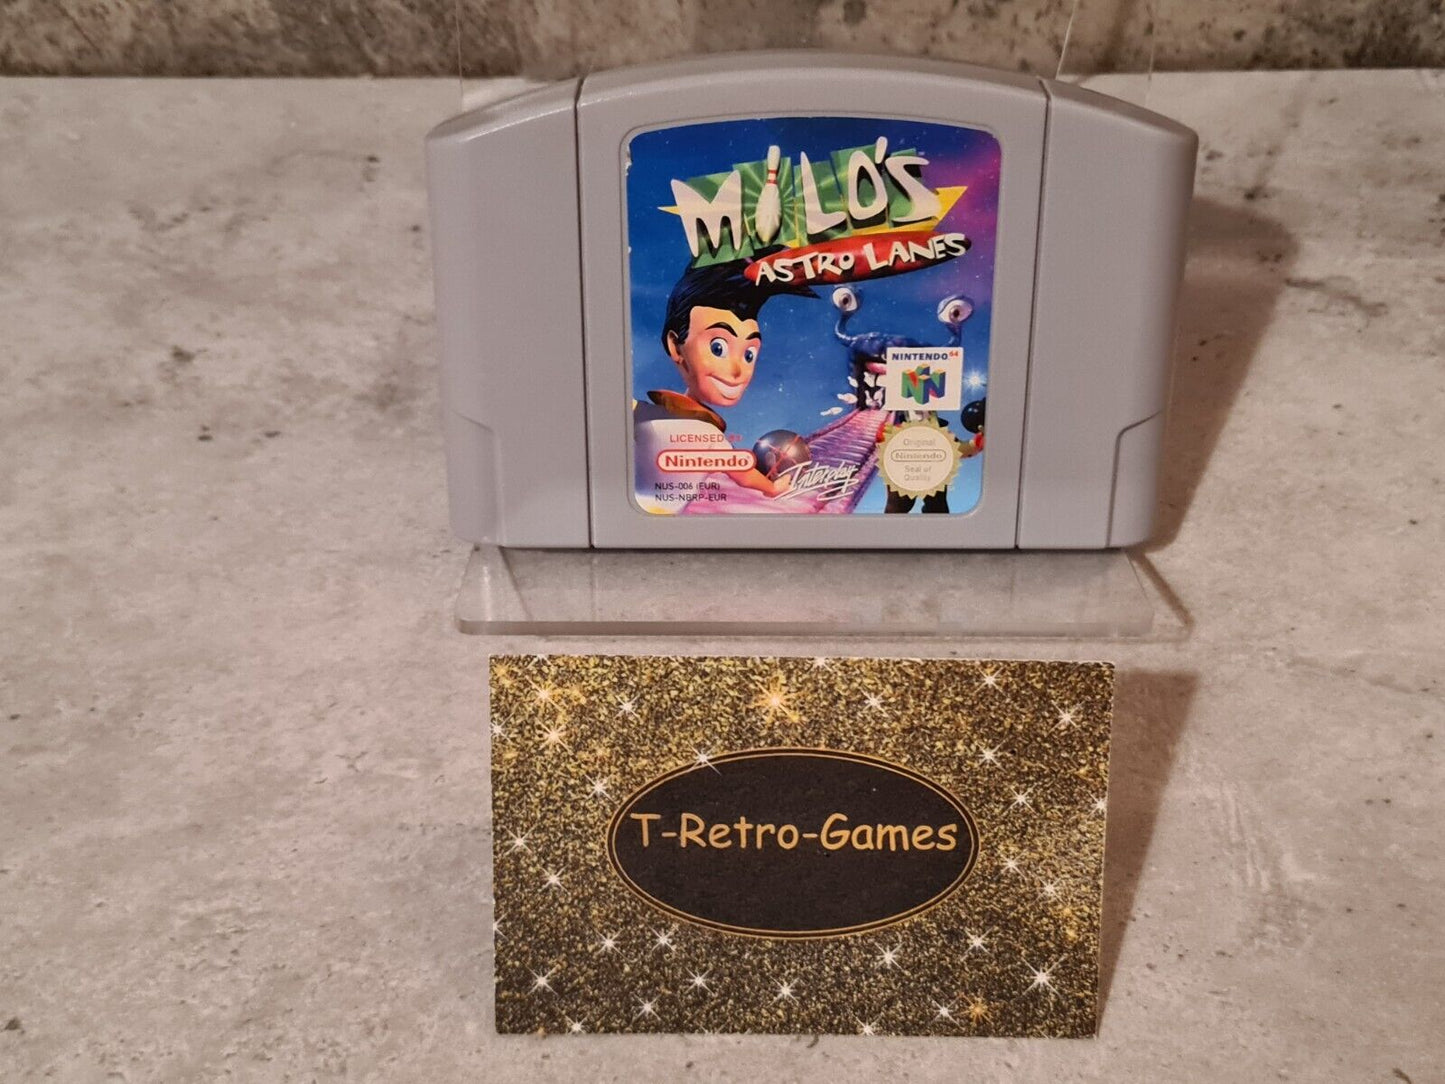 MILO'S
ASTRO LANES
NINTENDO 64
LICENSED BY
Nintendo
NUS-006 (EUR)
NUS-NBRP-EUR
Interplay
Original
Nintendo
Seal of
Quality
T-Retro-Games